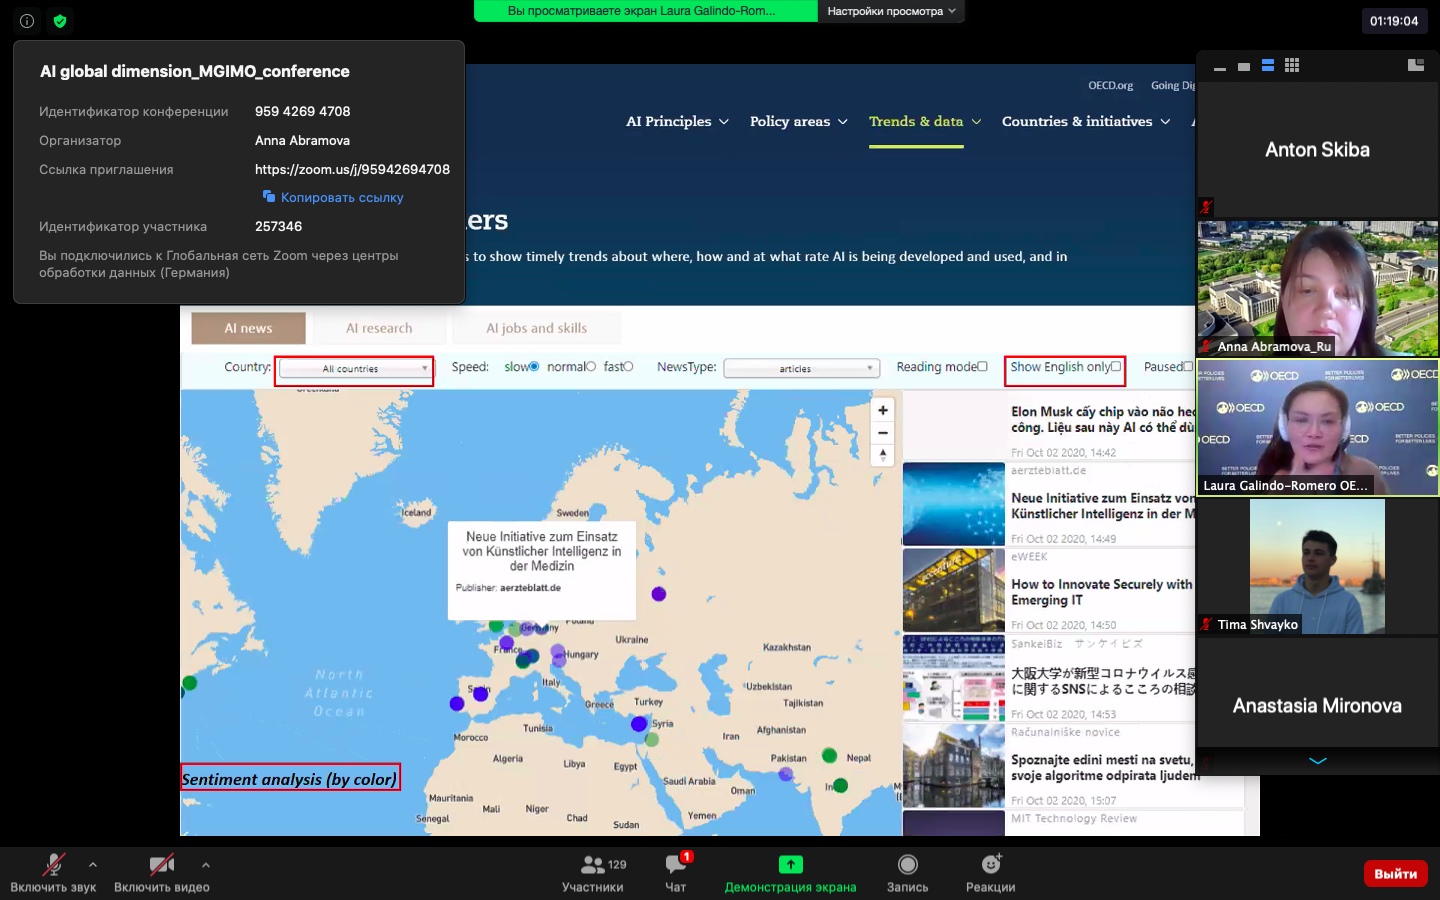 Вы просматриваете экран Laura Galindo-Rom...
Настройки просмотра
01:19:04
AI global dimension_MGIMO_conference
Идентификатор конференции 959 4269 4708
Организатор Anna Abramova
Ссылка приглашения https://zoom.us/j/95942694708
Копировать ссылку
Идентификатор участника 257346
Вы подключились к Глобальная сеть Zoom через центры
обработки данных (Германия)
OECD.org Going Dig
AI Principles Policy areas Trends & data Countries & initiatives
ers
s to show timely trends about where, how and at what rate AI is being developed and used, and in
AI news AI research AI jobs and skills
Country: All countries Speed: slow normal fast NewsType: articles Reading mode Show English only Paused
Iceland
Sweden
Neue Initiative zum Einsatz
von Künstlicher Intelligenz in
der Medizin
Publisher: aerzteblatt.de
Poland
Germany
Ukraine
France
Hungary
Kazakhstan
Italy
Uzbekistan
Greece
Turkey
Tajikistan
North
Atlantic
Ocean
Tunisia
Syria
Morocco
Iran
Afghanistan
Algeria
Libya
Egypt
Pakistan
Nepal
Saudi Arabia
Oman
Mauritania
Mali
Niger
Chad
Yemen
Senegal
Sudan
Sentiment analysis (by color)
Elon Musk cấy chip vào não heo
công. Liệu sau này AI có thể dù
Fri Oct 02 2020, 14:42
aerzteblatt.de
Neue Initiative zum Einsatz von
Künstlicher Intelligenz in der M
Fri Oct 02 2020, 14:49
eWEEK
How to Innovate Securely with
Emerging IT
Fri Oct 02 2020, 14:50
SankeiBiz サンケイビズ
大阪大学が新型コロナウイルス感
に関するSNSによるこころの相談
Fri Oct 02 2020, 14:53
Računalniške novice
Spoznajte edini mesti na svetu,
svoje algoritme odpirata ljudem
Fri Oct 02 2020, 15:07
MIT Technology Review
Anton Skiba
Anna Abramova_Ru
OECD
BETTER POLICIES
FOR BETTER LIVES
Laura Galindo-Romero OE...
Tima Shvayko
Anastasia Mironova
Включить звук
Включить видео
129
Участники
1
Чат
Демонстрация экрана
Запись
Реакции
Выйти